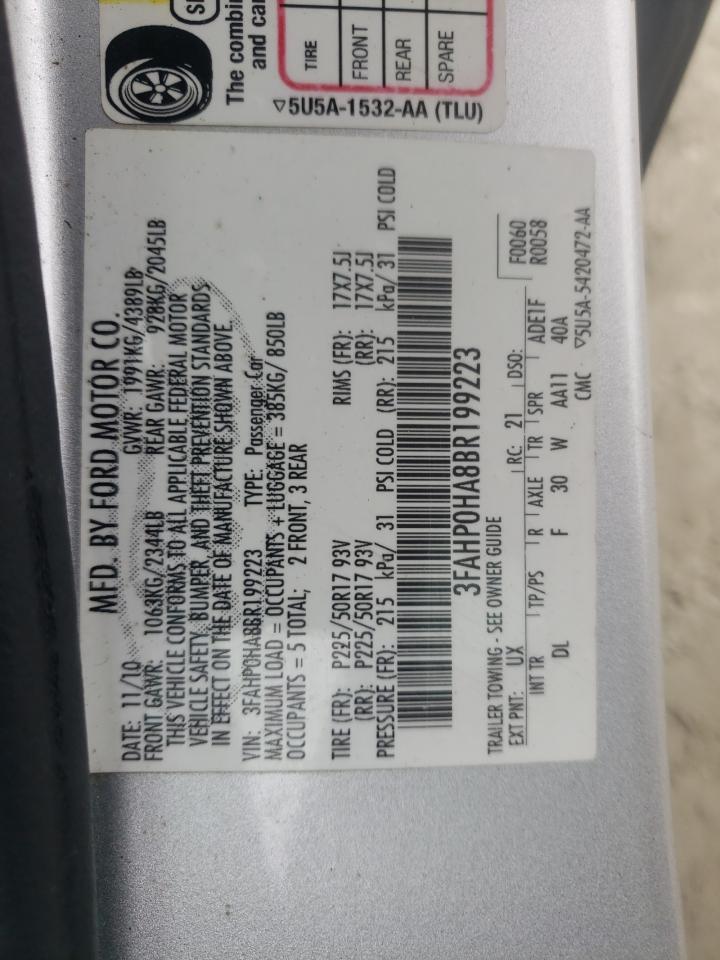 SE
The combin
and car
TIRE
FRONT
REAR
SPARE
▽5U5A-1532-AA (TLU)
MFD. BY FORD MOTOR CO.
DATE: 11/10 GVWR: 1991KG/4389LB
FRONT GAWR: 1063KG/2344LB REAR GAWR: 928KG/2045LB
THIS VEHICLE CONFORMS TO ALL APPLICABLE FEDERAL MOTOR
VEHICLE SAFETY, BUMPER, AND THEFT PREVENTION STANDARDS
IN EFFECT ON THE DATE OF MANUFACTURE SHOWN ABOVE.
VIN: 3FAHP0HA8BR199223 TYPE: Passenger Car
MAXIMUM LOAD = OCCUPANTS + LUGGAGE = 385KG/ 850LB
OCCUPANTS = 5 TOTAL; 2 FRONT, 3 REAR
TIRE (FR): P225/50R17 93V RIMS (FR): 17X7.5J
(RR): P225/50R17 93V (RR): 17X7.5J
PRESSURE (FR): 215 kPa/ 31 PSI COLD (RR): 215 kPa/ 31 PSI COLD
3FAHP0HA8BR199223
TRAILER TOWING - SEE OWNER GUIDE
EXT PNT: UX RC: 21 DSO: F0060
R0058
INT TR TP/PS R AXLE TR SPR ADE1F
DL F 30 W AA11 40A
CMC ▽5U5A-5420472-AA